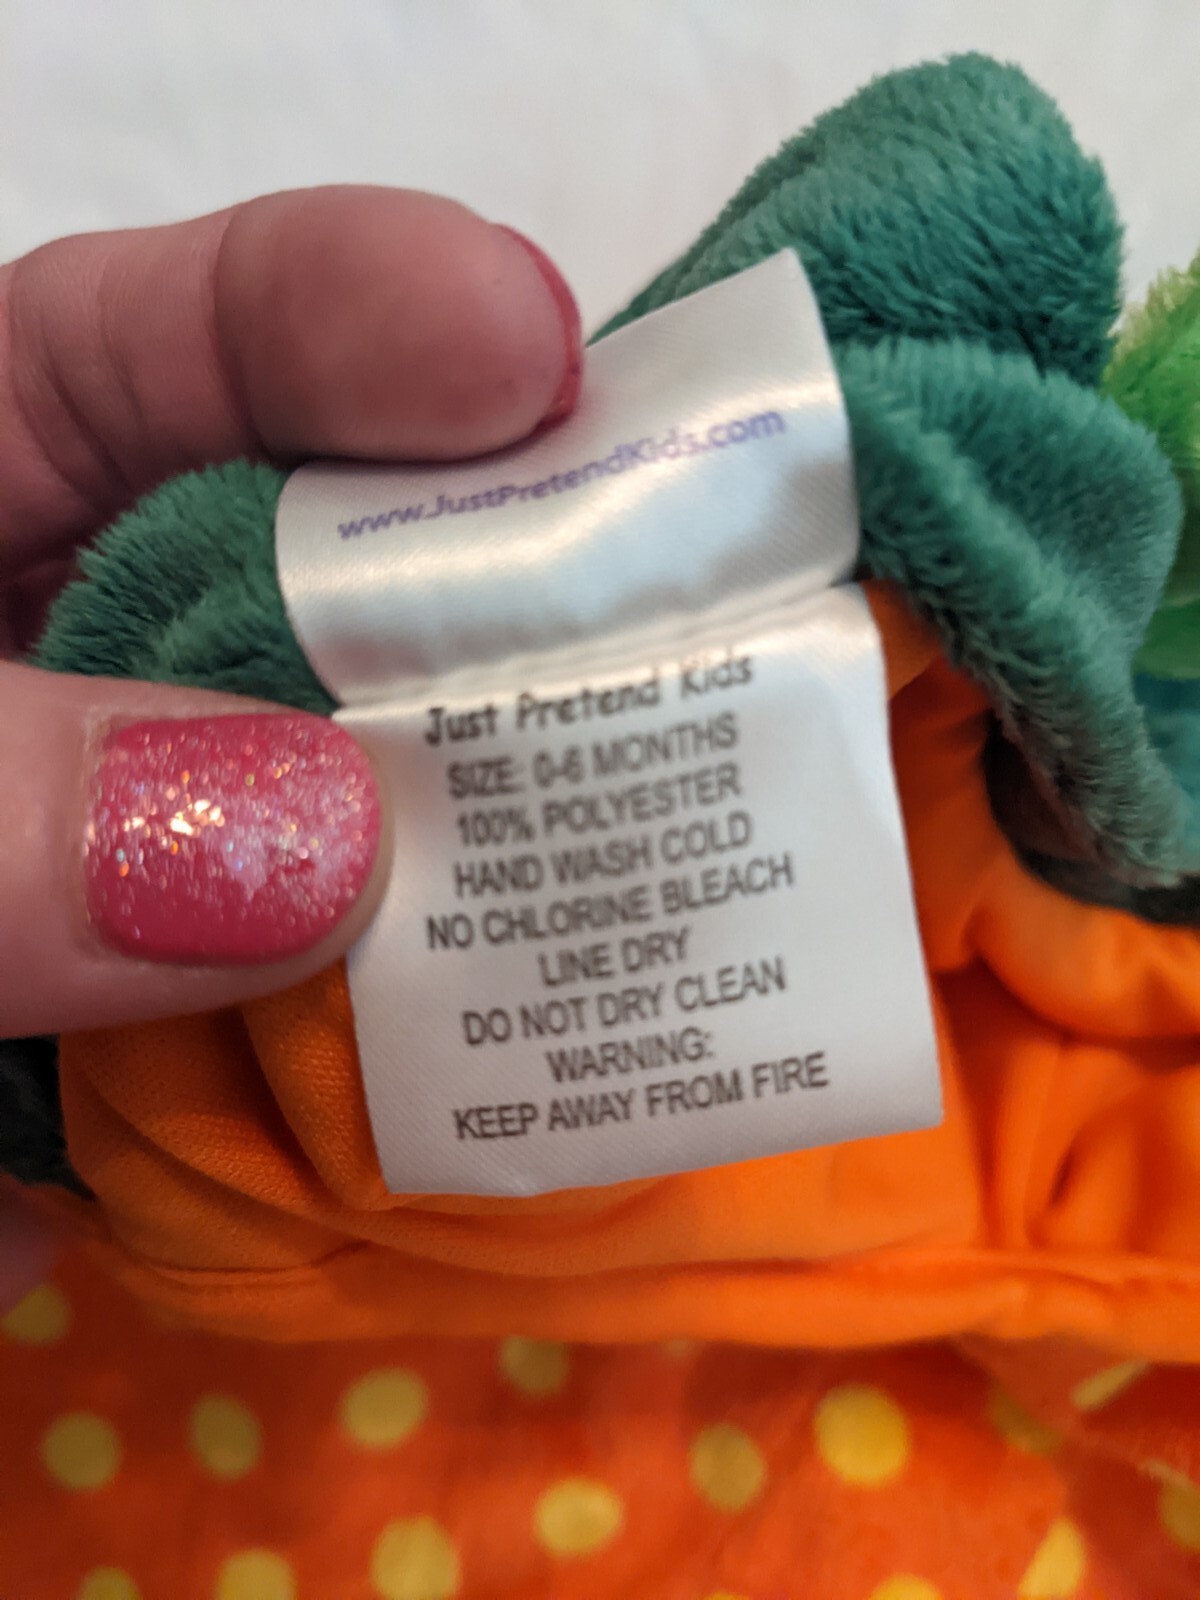 www.JustPretendKids.com
Just Pretend Kids
SIZE: 0-6 MONTHS
100% POLYESTER
HAND WASH COLD
NO CHLORINE BLEACH
LINE DRY
DO NOT DRY CLEAN
WARNING:
KEEP AWAY FROM FIRE